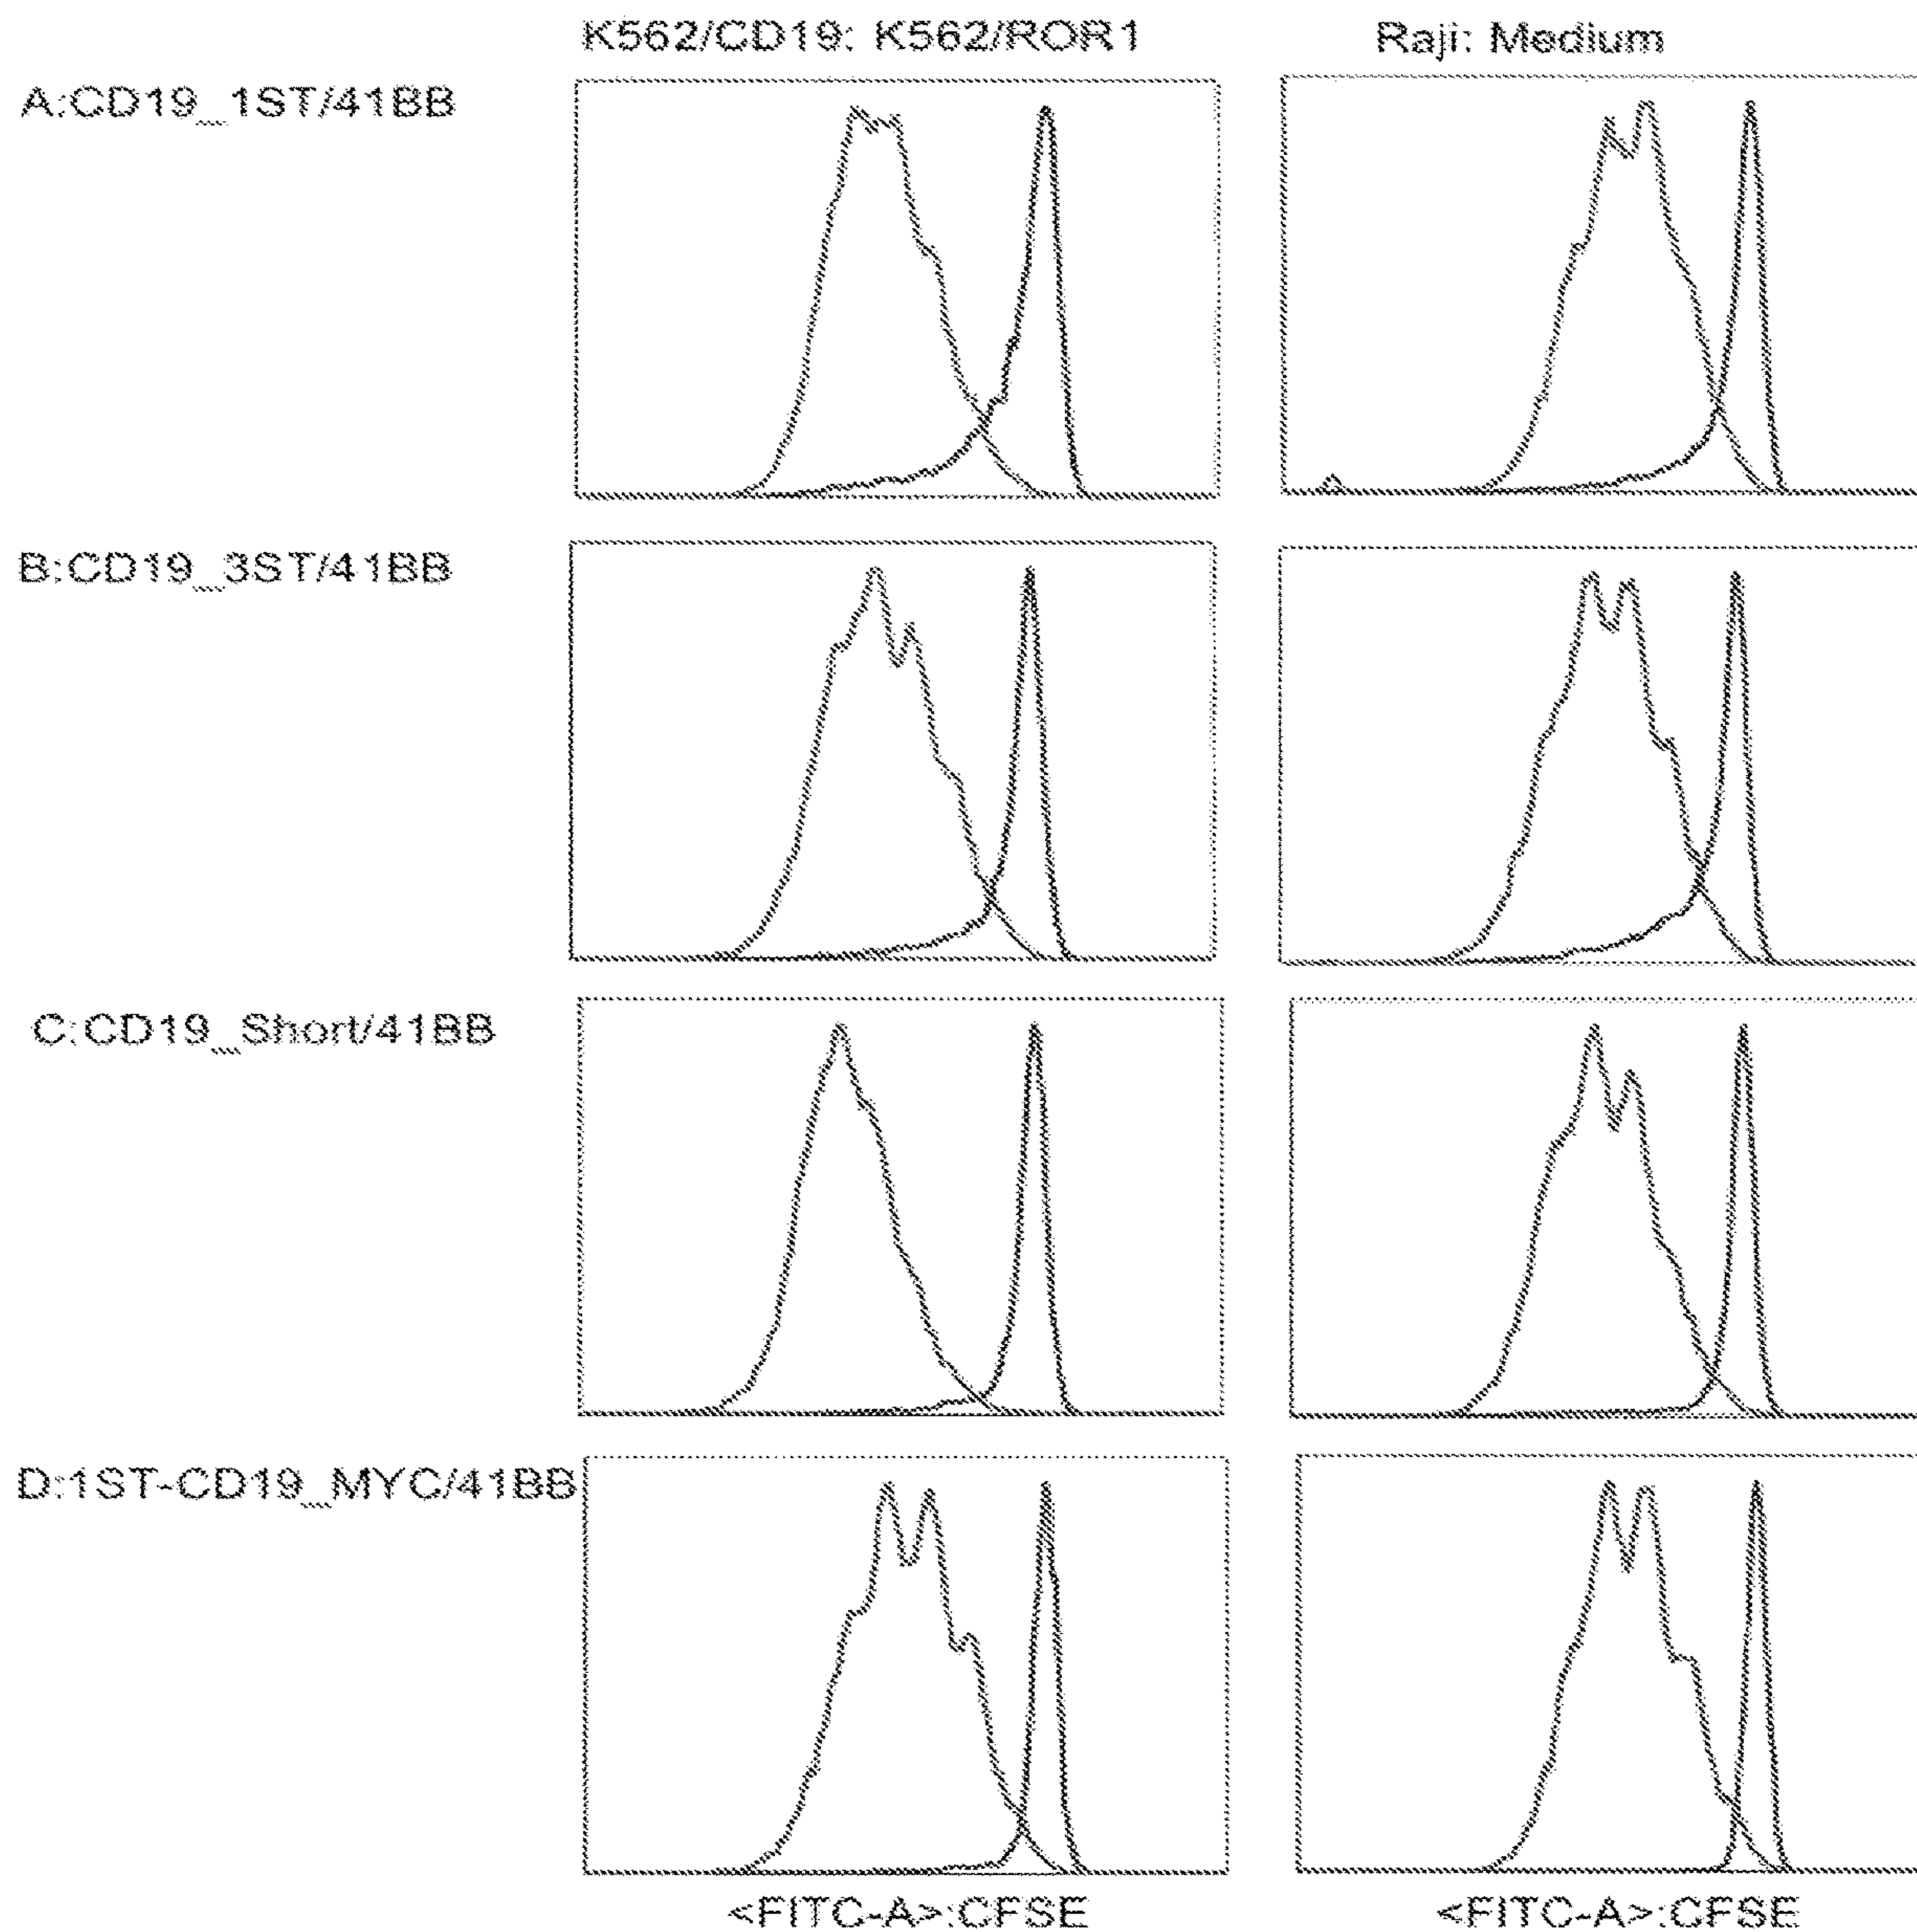 K562/CD19: K562/ROR1
Raji: Medium
A:CD19_1ST/41BB
B:CD19_3ST/41BB
C:CD19_Short/41BB
D:1ST-CD19_MYC/41BB
<FITC-A>:CFSE
<FITC-A>:CFSE